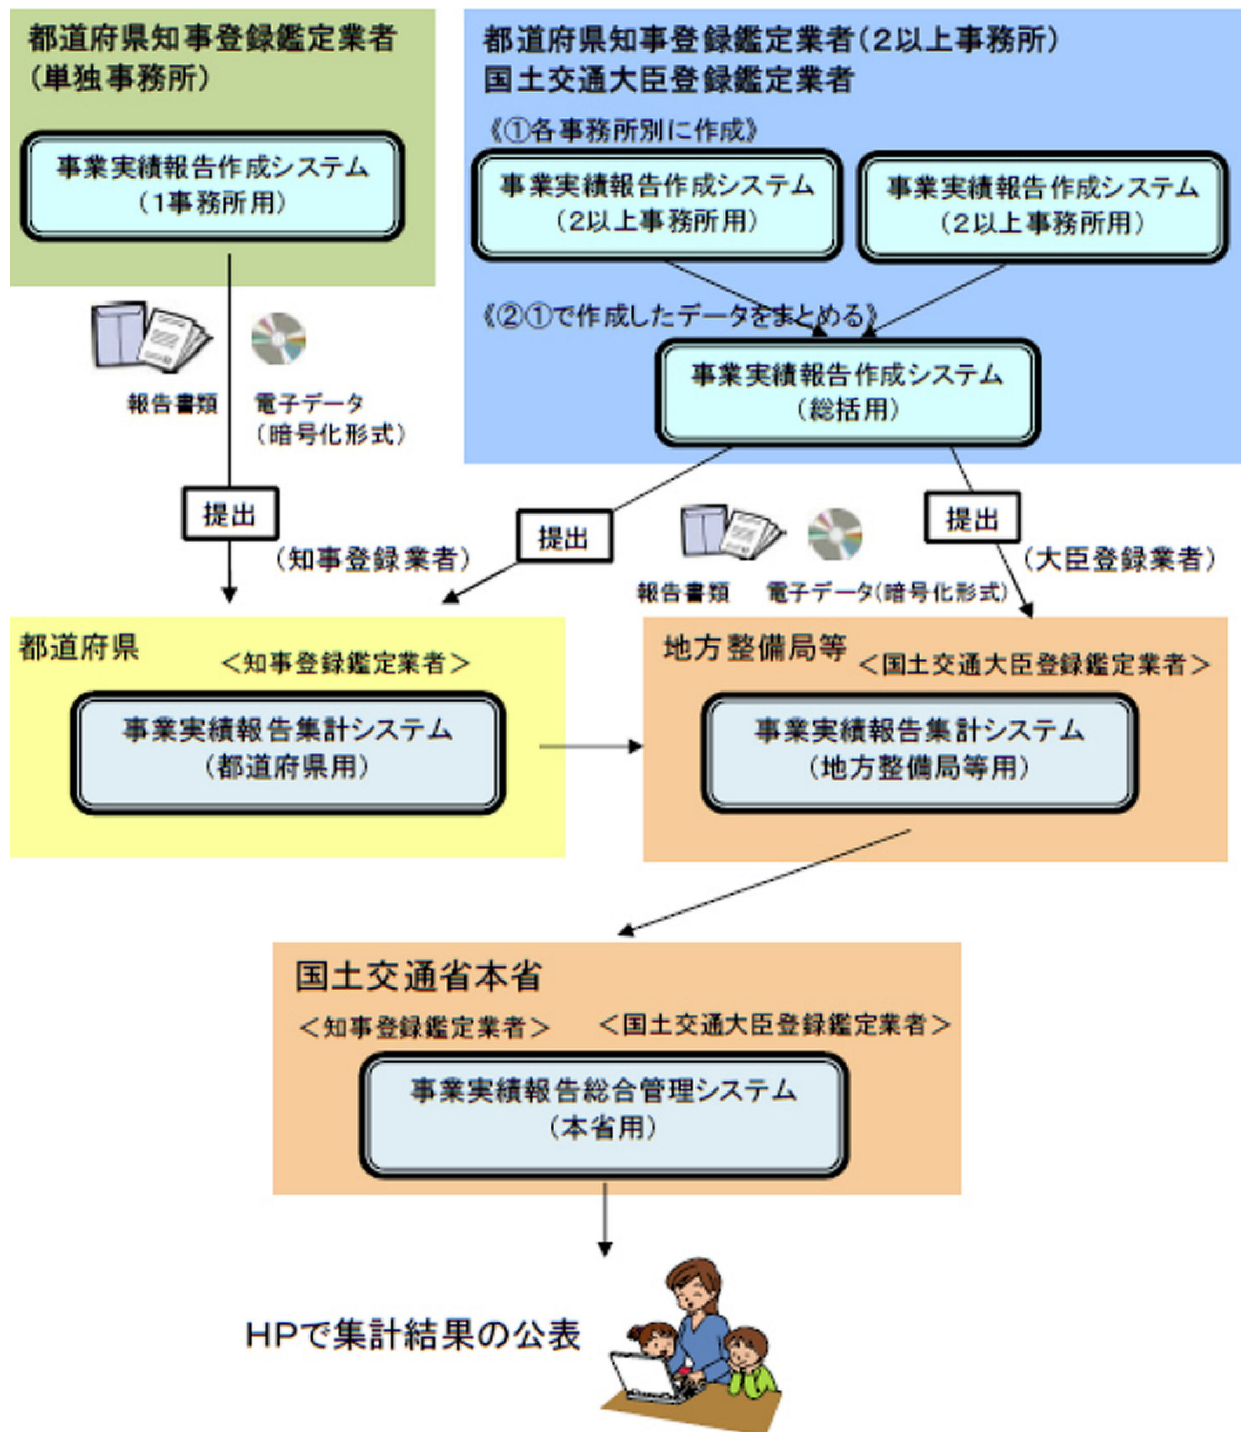 都道府県知事登録鑑定業者
(単独事務所)
事業実績報告作成システム
(1事務所用)
都道府県知事登録鑑定業者(2以上事務所)
国土交通大臣登録鑑定業者
《①各事務所別に作成》
事業実績報告作成システム
(2以上事務所用)
事業実績報告作成システム
(2以上事務所用)
《②①で作成したデータをまとめる》
事業実績報告作成システム
(総括用)
報告書類
電子データ
(暗号化形式)
提出
(知事登録業者)
提出
報告書類
電子データ(暗号化形式)
提出
(大臣登録業者)
都道府県
<知事登録鑑定業者>
事業実績報告集計システム
(都道府県用)
地方整備局等
<国土交通大臣登録鑑定業者>
事業実績報告集計システム
(地方整備局等用)
国土交通省本省
<知事登録鑑定業者>
<国土交通大臣登録鑑定業者>
事業実績報告総合管理システム
(本省用)
HPで集計結果の公表